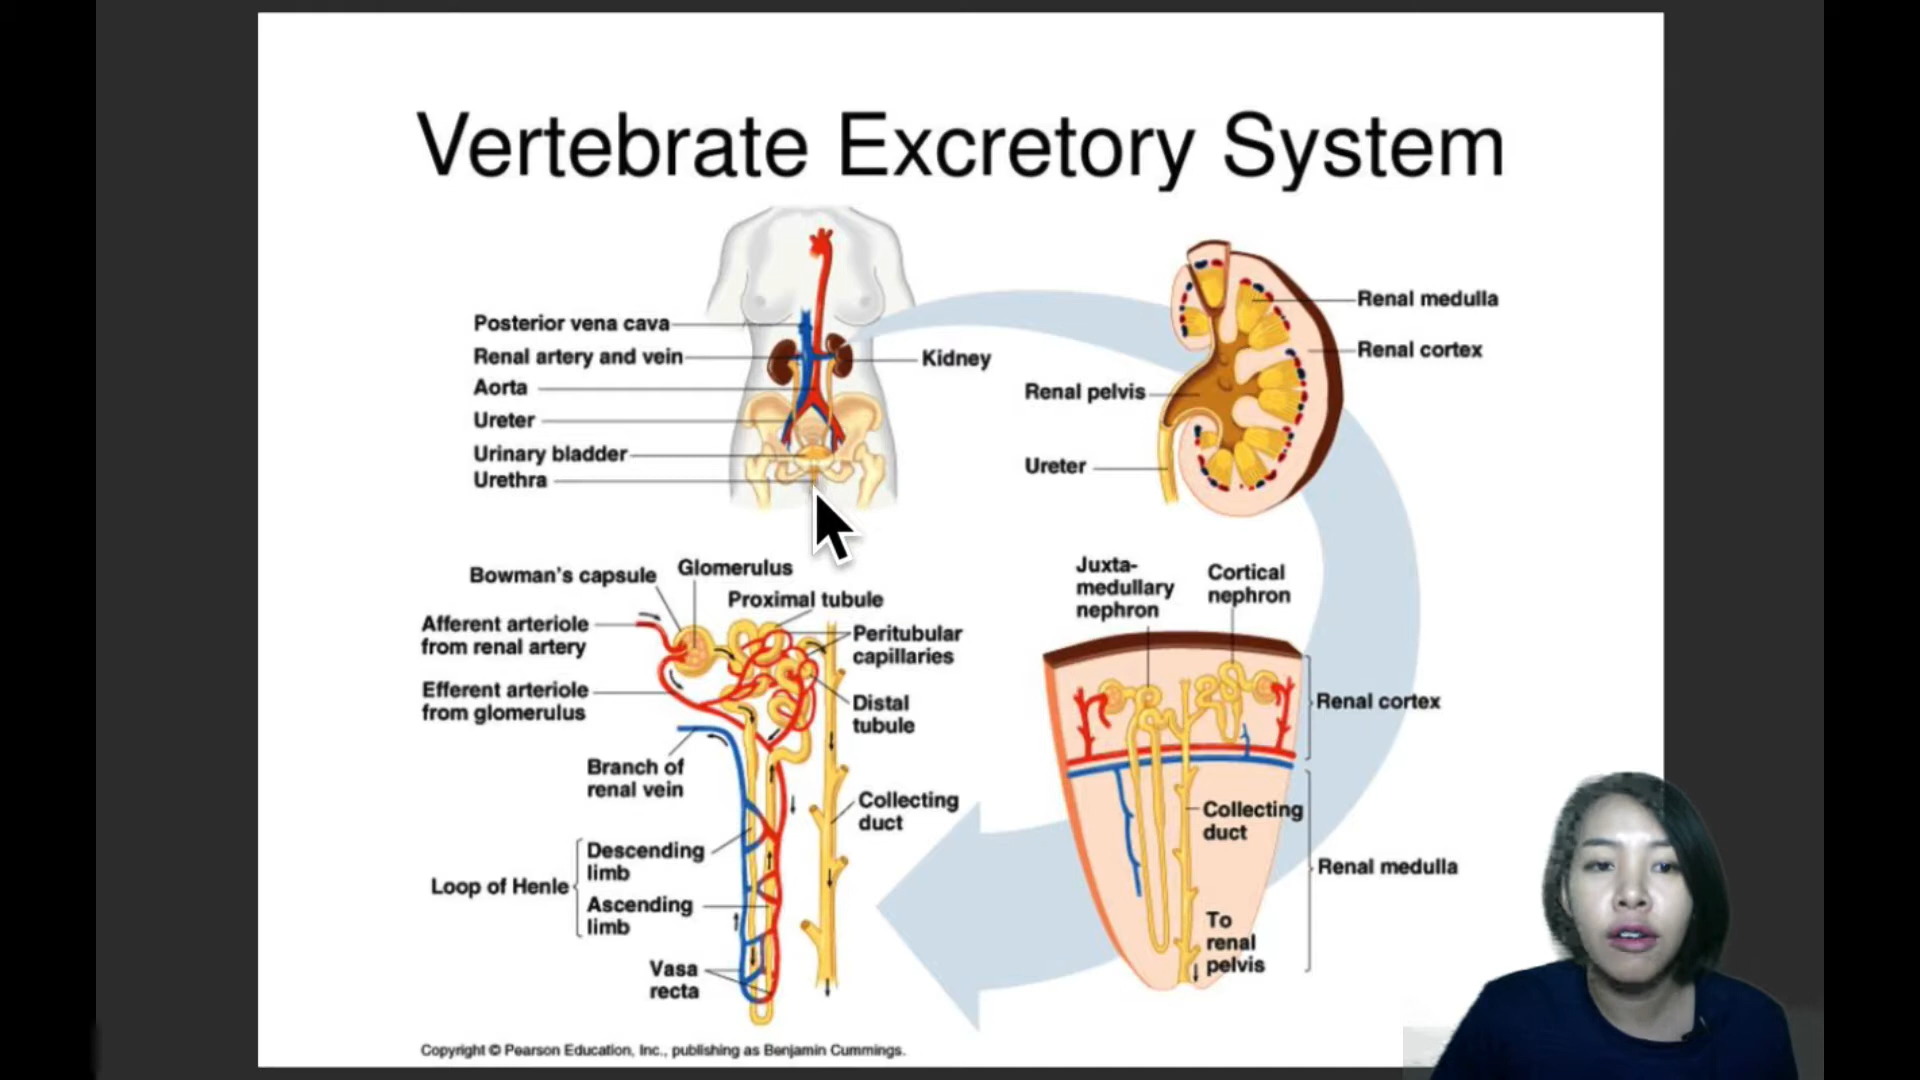 Vertebrate Excretory System
Posterior vena cava
Renal artery and vein
Aorta
Ureter
Urinary bladder
Urethra
Kidney
Renal medulla
Renal cortex
Renal pelvis
Ureter
Bowman's capsule
Glomerulus
Proximal tubule
Afferent arteriole
from renal artery
Peritubular
capillaries
Efferent arteriole
from glomerulus
Distal
tubule
Branch of
renal vein
Collecting
duct
Descending
limb
Loop of Henle
Ascending
limb
Vasa
recta
Juxta-
medullary
nephron
Cortical
nephron
Renal cortex
Collecting
duct
Renal medulla
To
renal
pelvis
Copyright © Pearson Education, Inc., publishing as Benjamin Cummings.